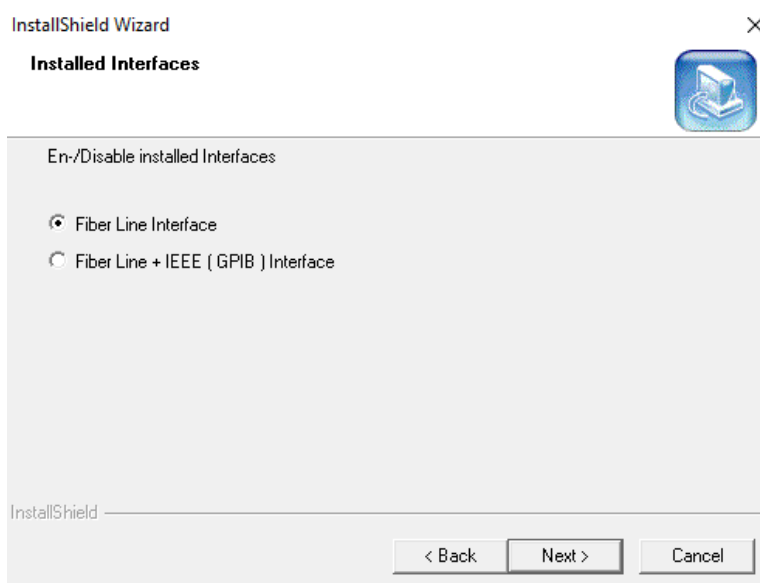 InstallShield Wizard
Installed Interfaces
En-/Disable installed Interfaces
Fiber Line Interface
Fiber Line + IEEE ( GPIB ) Interface
InstallShield
< Back
Next >
Cancel